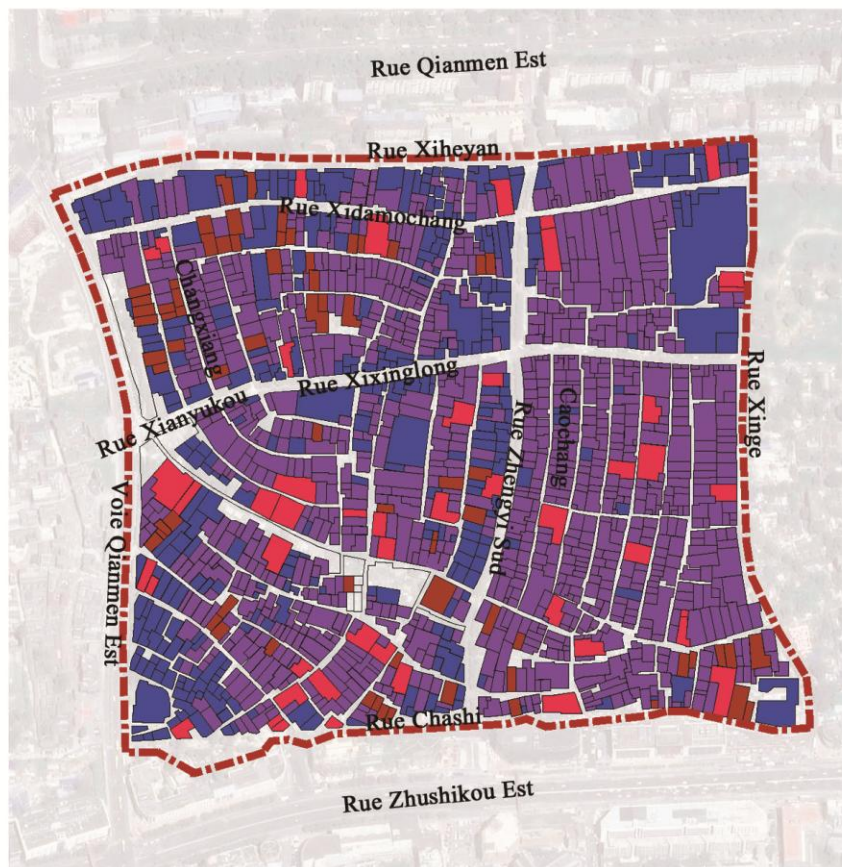 Rue Qianmen Est
Rue Xiheyan
Rue Xidamochang
Changxiang
Rue Xixinglong
Rue Xianyukou
Caochang
Rue Xinge
Rue Zhengyi Sud
Voie Qianmen Est
Rue Chashi
Rue Zhushikou Est